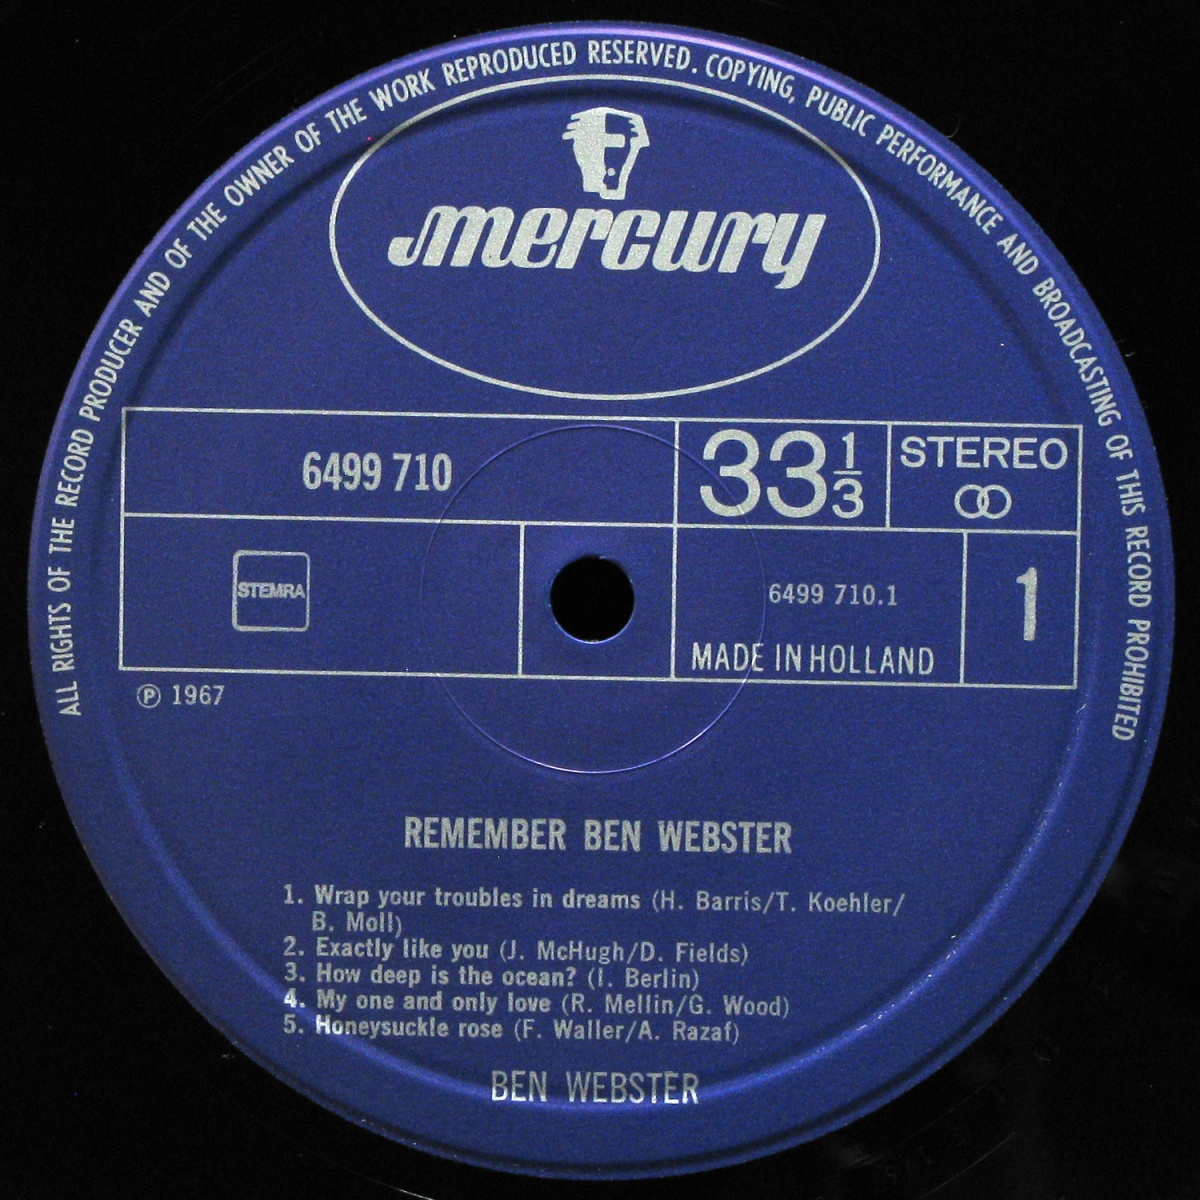 ALL RIGHTS OF THE RECORD PRODUCER AND OF THE OWNER OF THE WORK REPRODUCED RESERVED. COPYING, PUBLIC PERFORMANCE AND BROADCASTING OF THIS RECORD PROHIBITED
mercury
6499 710
33 1/3
STEREO
STEMRA
6499 710.1
MADE IN HOLLAND
1
Ⓟ 1967
REMEMBER BEN WEBSTER
1. Wrap your troubles in dreams (H. Barris/T. Koehler/
B. Moll)
2. Exactly like you (J. McHugh/D. Fields)
3. How deep is the ocean? (I. Berlin)
4. My one and only love (R. Mellin/G. Wood)
5. Honeysuckle rose (F. Waller/A. Razaf)
BEN WEBSTER